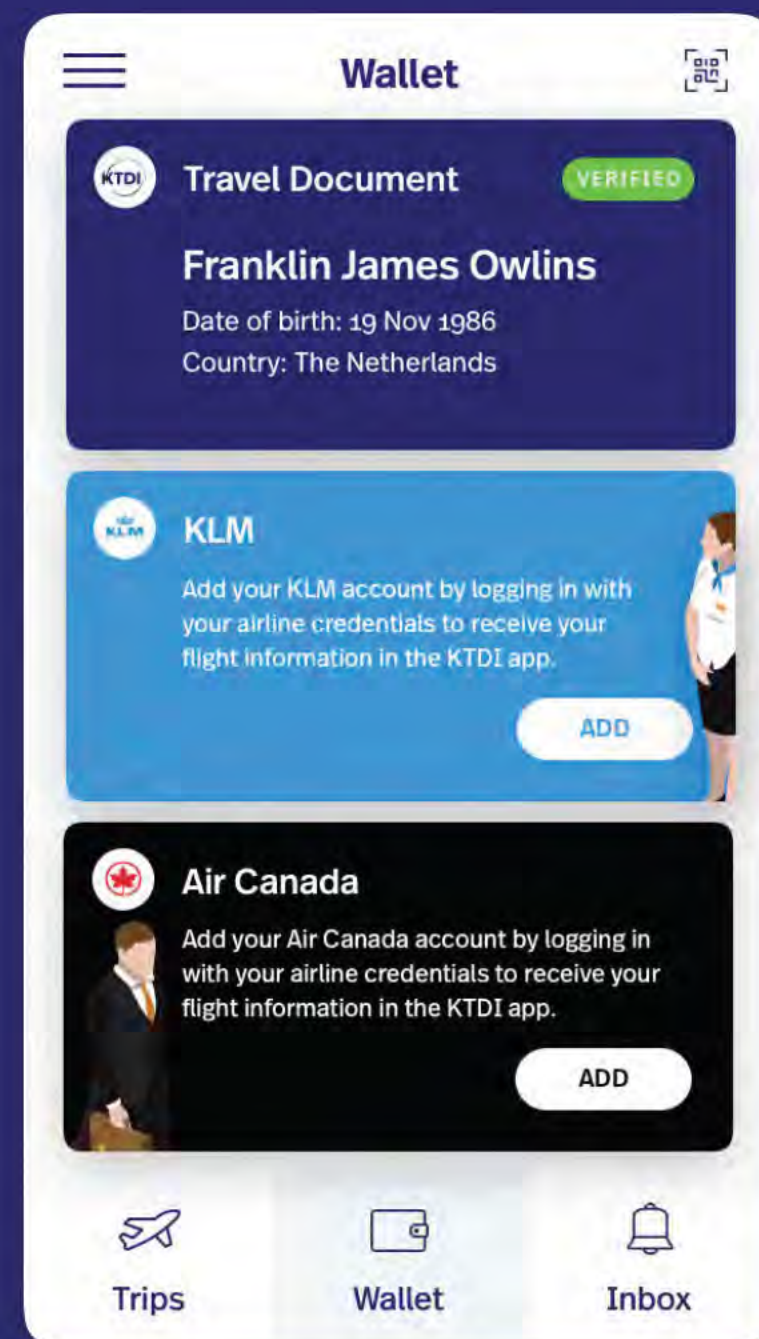 Wallet
KTDI
Travel Document
VERIFIED
Franklin James Owlins
Date of birth: 19 Nov 1986
Country: The Netherlands
KLM
KLM
Add your KLM account by logging in with
your airline credentials to receive your
flight information in the KTDI app.
ADD
Air Canada
Add your Air Canada account by logging in
with your airline credentials to receive your
flight information in the KTDI app.
ADD
Trips
Wallet
Inbox